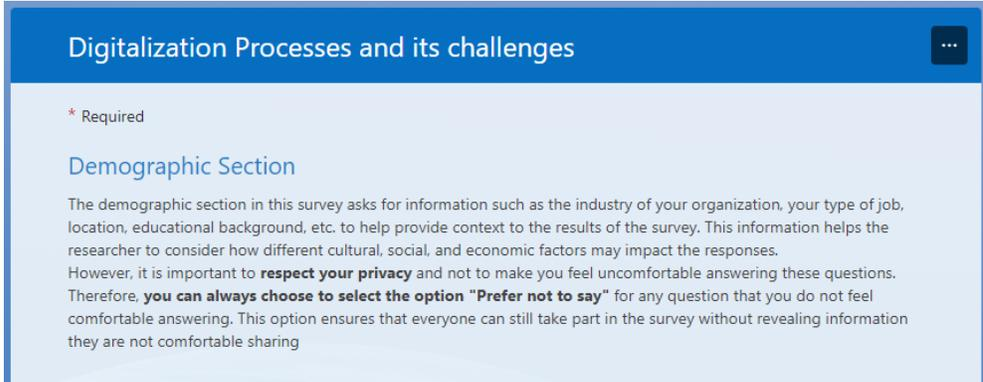 Digitalization Processes and its challenges
...
* Required
Demographic Section
The demographic section in this survey asks for information such as the industry of your organization, your type of job,
location, educational background, etc. to help provide context to the results of the survey. This information helps the
researcher to consider how different cultural, social, and economic factors may impact the responses.
However, it is important to respect your privacy and not to make you feel uncomfortable answering these questions.
Therefore, you can always choose to select the option "Prefer not to say" for any question that you do not feel
comfortable answering. This option ensures that everyone can still take part in the survey without revealing information
they are not comfortable sharing